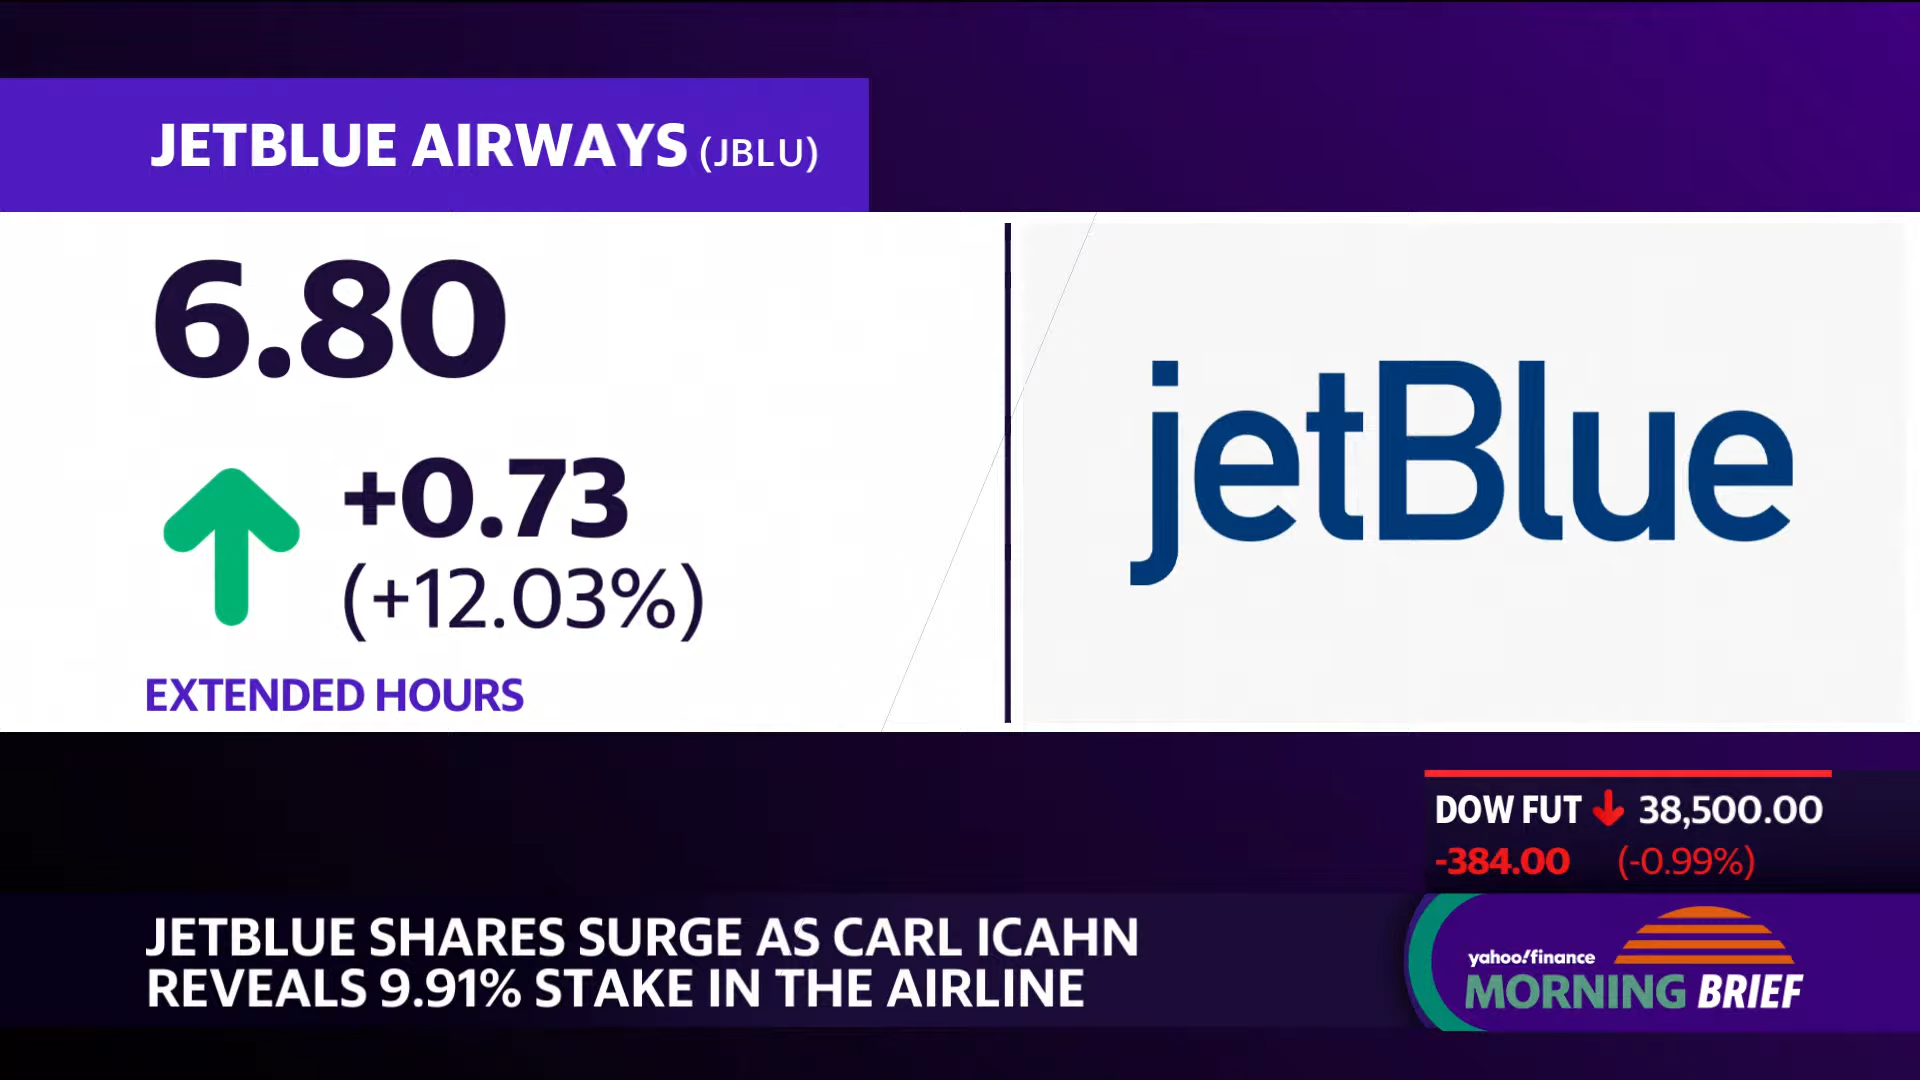 JETBLUE AIRWAYS (JBLU)
6.80
+0.73
(+12.03%)
EXTENDED HOURS
jetBlue
DOW FUT 38,500.00
-384.00 (-0.99%)
JETBLUE SHARES SURGE AS CARL ICAHN
REVEALS 9.91% STAKE IN THE AIRLINE
yahoo!finance
MORNING BRIEF